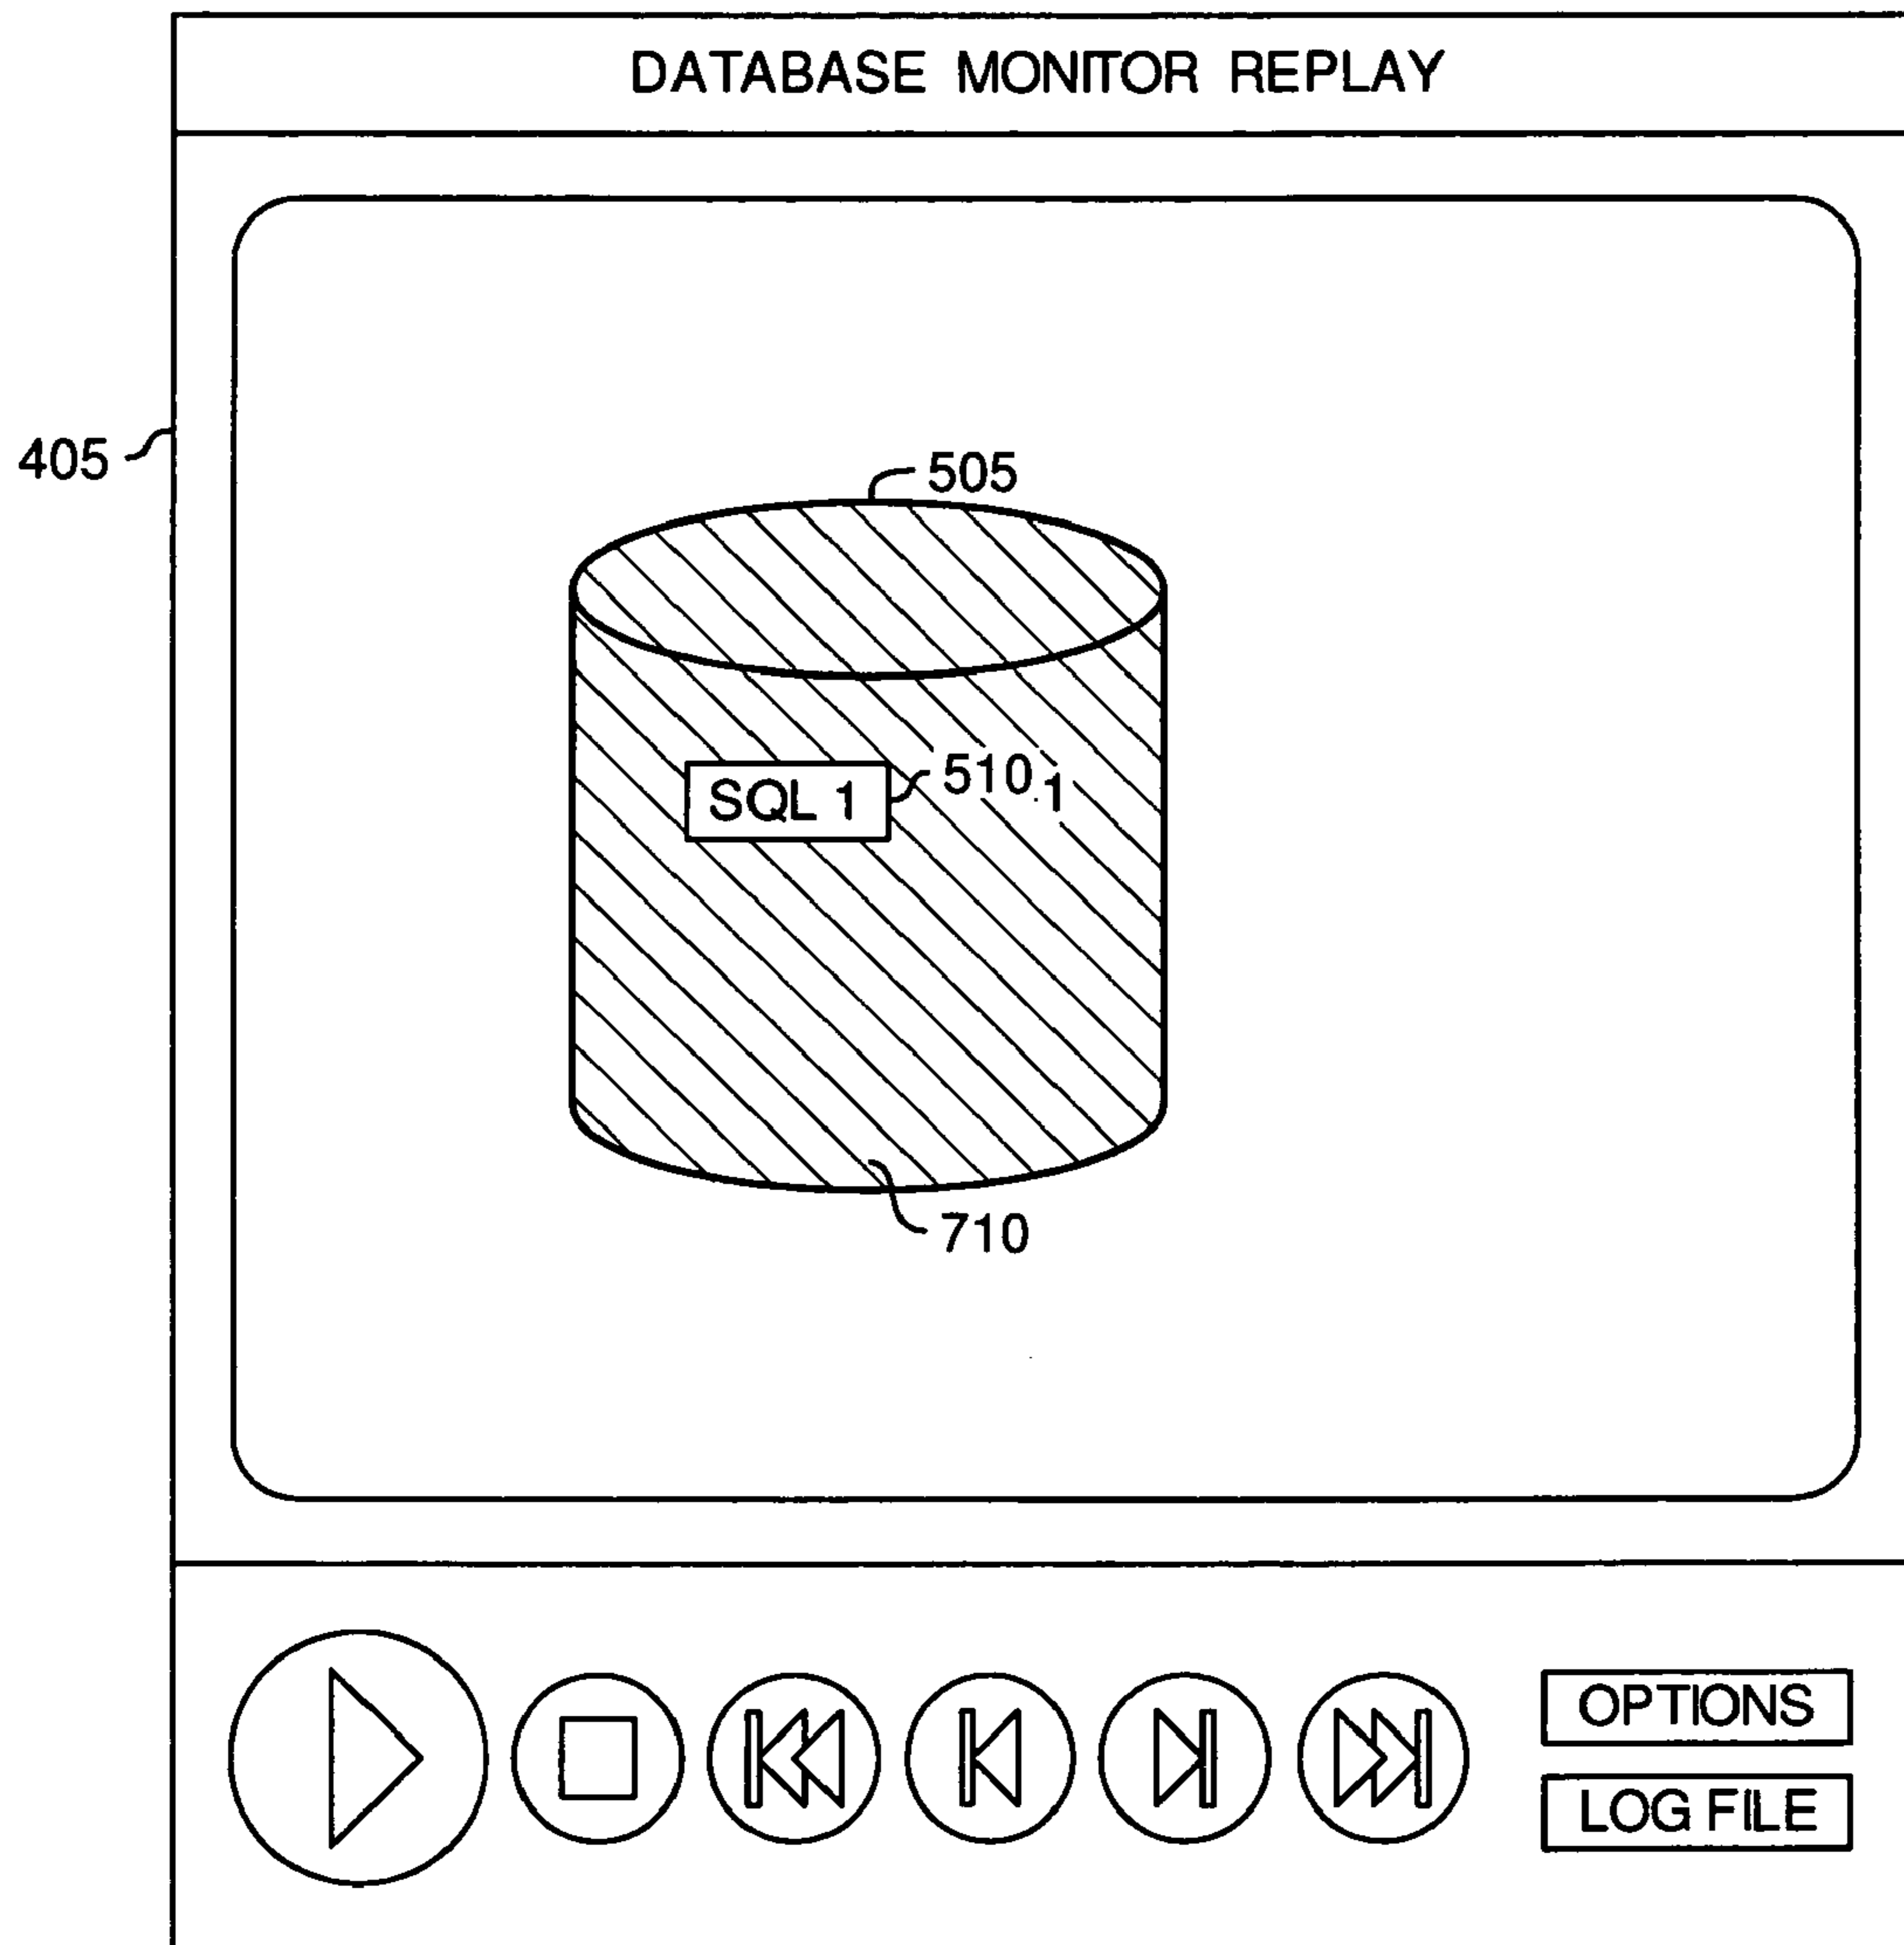 DATABASE MONITOR REPLAY
405
505
SQL 1
510.1
710
OPTIONS
LOG FILE